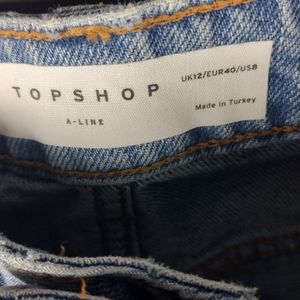 TOPSHOP
A-LINE
UK12/EUR40/US8
Made in Turkey